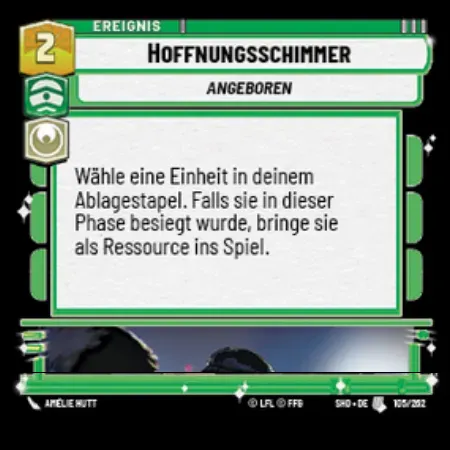 EREIGNIS
2
HOFFNUNGSSCHIMMER
ANGEBOREN
Wähle eine Einheit in deinem
Ablagestapel. Falls sie in dieser
Phase besiegt wurde, bringe sie
als Ressource ins Spiel.
AMÉLIE HUTT
© LFL © FFG
SHD • DE
105/262